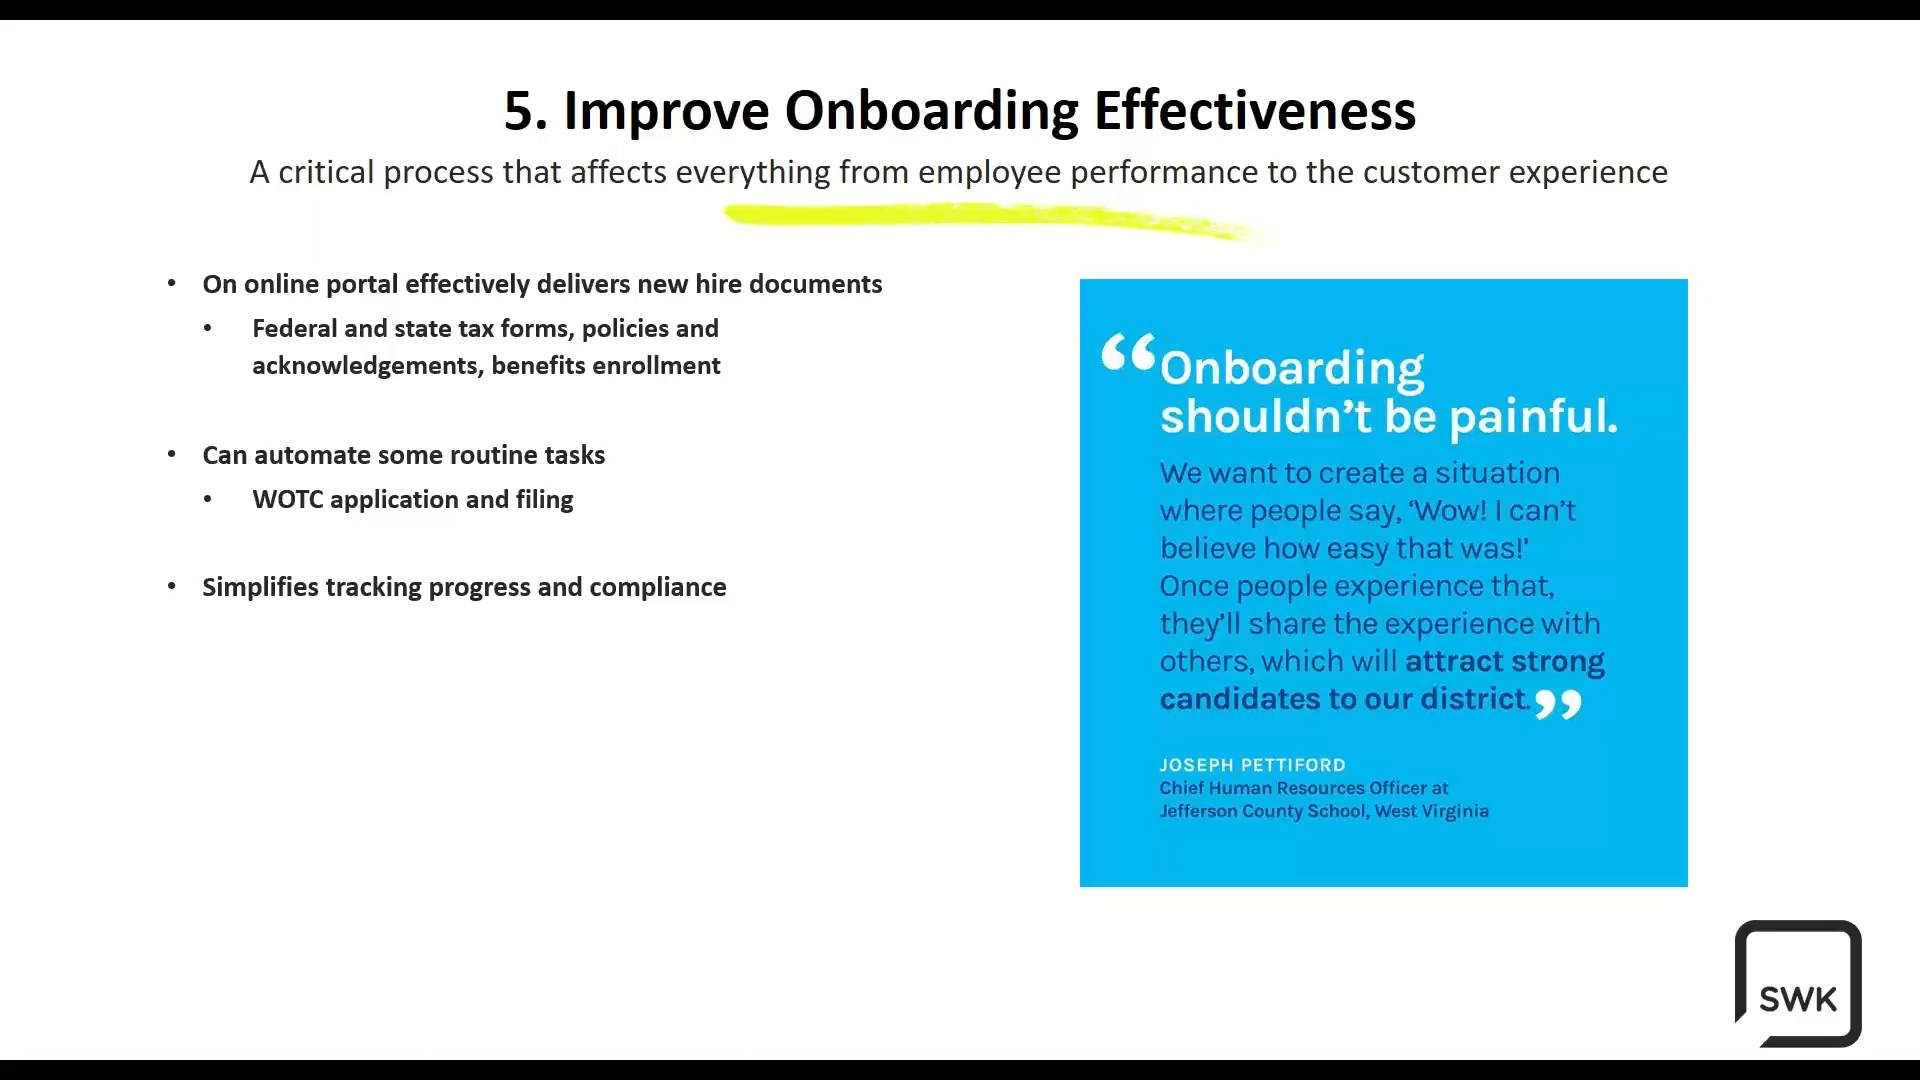 5. Improve Onboarding Effectiveness
A critical process that affects everything from employee performance to the customer experience
• On online portal effectively delivers new hire documents
• Federal and state tax forms, policies and
acknowledgements, benefits enrollment
• Can automate some routine tasks
• WOTC application and filing
• Simplifies tracking progress and compliance
“Onboarding
shouldn’t be painful.
We want to create a situation
where people say, ‘Wow! I can’t
believe how easy that was!’
Once people experience that,
they’ll share the experience with
others, which will attract strong
candidates to our district.”
JOSEPH PETTIFORD
Chief Human Resources Officer at
Jefferson County School, West Virginia
SWK